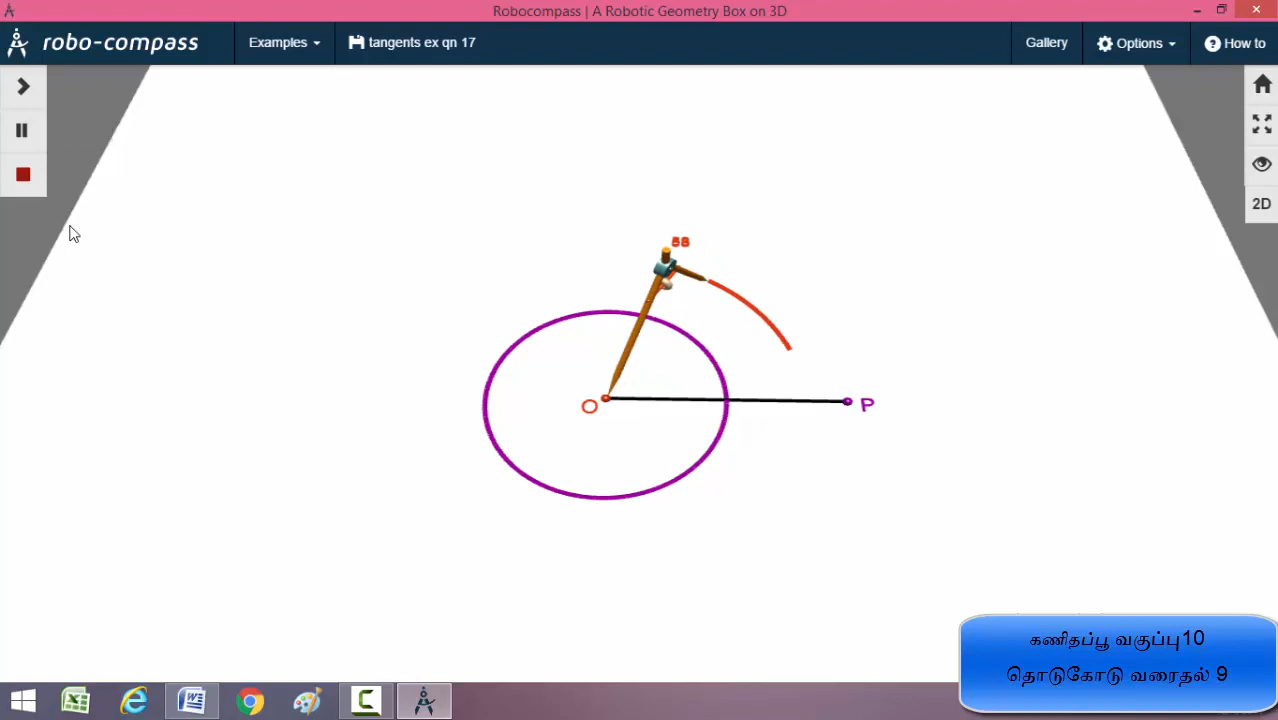 Robocompass | A Robotic Geometry Box on 3D
robo-compass
Examples
tangents ex qn 17
Gallery
Options
How to
2D
58
O
P
கணிதப்பூ வகுப்பு10
தொடுகோடு வரைதல் 9